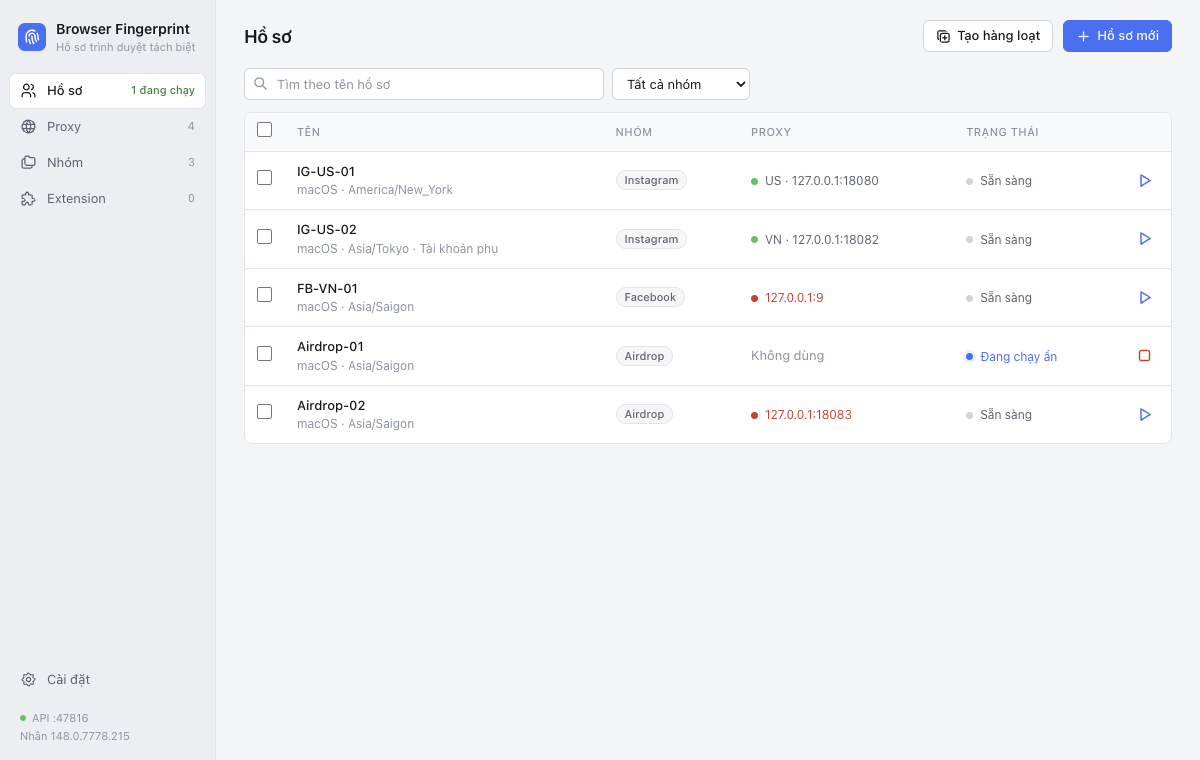 Browser Fingerprint
Hồ sơ trình duyệt tách biệt
Hồ sơ 1 đang chạy
Proxy 4
Nhóm 3
Extension 0
Cài đặt
API :47816
Nhân 148.0.7778.215
Hồ sơ
Tạo hàng loạt
Hồ sơ mới
Tìm theo tên hồ sơ
Tất cả nhóm
TÊN NHÓM PROXY TRẠNG THÁI
IG-US-01
macOS · America/New_York
Instagram
US · 127.0.0.1:18080
Sẵn sàng
IG-US-02
macOS · Asia/Tokyo · Tài khoản phụ
Instagram
VN · 127.0.0.1:18082
Sẵn sàng
FB-VN-01
macOS · Asia/Saigon
Facebook
127.0.0.1:9
Sẵn sàng
Airdrop-01
macOS · Asia/Saigon
Airdrop
Không dùng
Đang chạy ẩn
Airdrop-02
macOS · Asia/Saigon
Airdrop
127.0.0.1:18083
Sẵn sàng